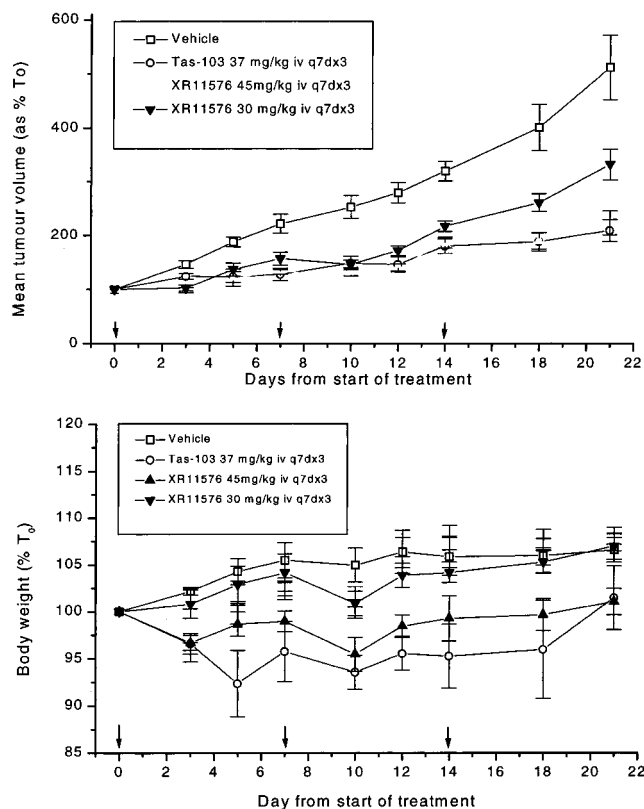 Vehicle
Tas-103 37 mg/kg iv q7dx3
XR11576 45mg/kg iv q7dx3
XR11576 30 mg/kg iv q7dx3
Mean tumour volume (as % To)
600
400
200
0
0 2 4 6 8 10 12 14 16 18 20 22
Days from start of treatment
Vehicle
Tas-103 37 mg/kg iv q7dx3
XR11576 45mg/kg iv q7dx3
XR11576 30 mg/kg iv q7dx3
Body weight (% T₀)
120
115
110
105
100
95
90
85
0 2 4 6 8 10 12 14 16 18 20 22
Day from start of treatment